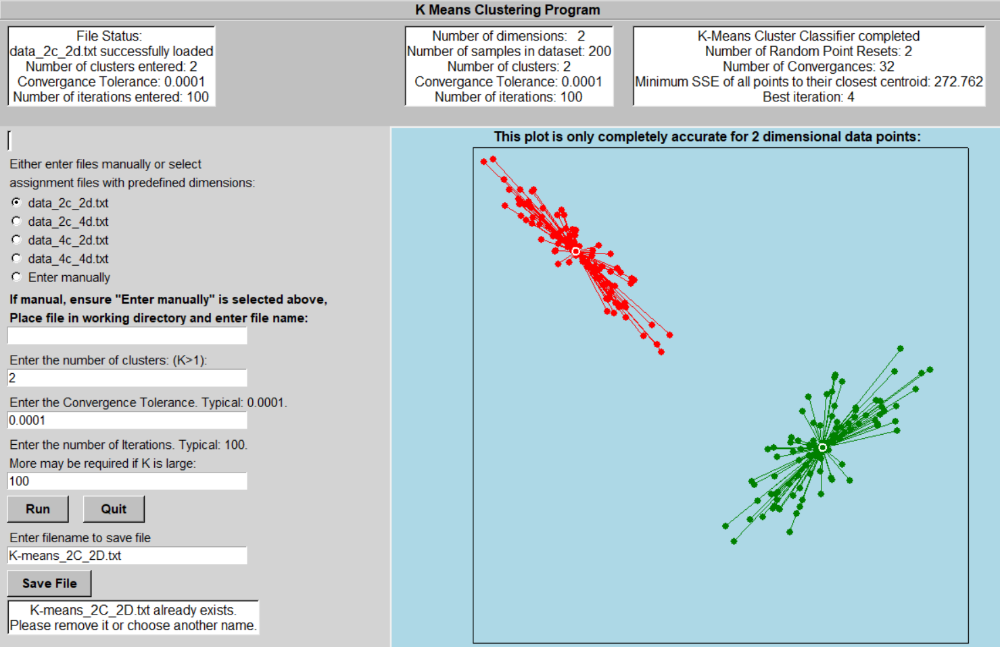 K Means Clustering Program
File Status:
data_2c_2d.txt successfully loaded
Number of clusters entered: 2
Convergance Tolerance: 0.0001
Number of iterations entered: 100
Number of dimensions: 2
Number of samples in dataset: 200
Number of clusters: 2
Convergance Tolerance: 0.0001
Number of iterations: 100
K-Means Cluster Classifier completed
Number of Random Point Resets: 2
Number of Convergances: 32
Minimum SSE of all points to their closest centroid: 272.762
Best iteration: 4
Either enter files manually or select
assignment files with predefined dimensions:
data_2c_2d.txt
data_2c_4d.txt
data_4c_2d.txt
data_4c_4d.txt
Enter manually
If manual, ensure "Enter manually" is selected above,
Place file in working directory and enter file name:
Enter the number of clusters: (K>1):
2
Enter the Convergence Tolerance. Typical: 0.0001.
0.0001
Enter the number of Iterations. Typical: 100.
More may be required if K is large:
100
Run
Quit
Enter filename to save file
K-means_2C_2D.txt
Save File
K-means_2C_2D.txt already exists.
Please remove it or choose another name.
This plot is only completely accurate for 2 dimensional data points: